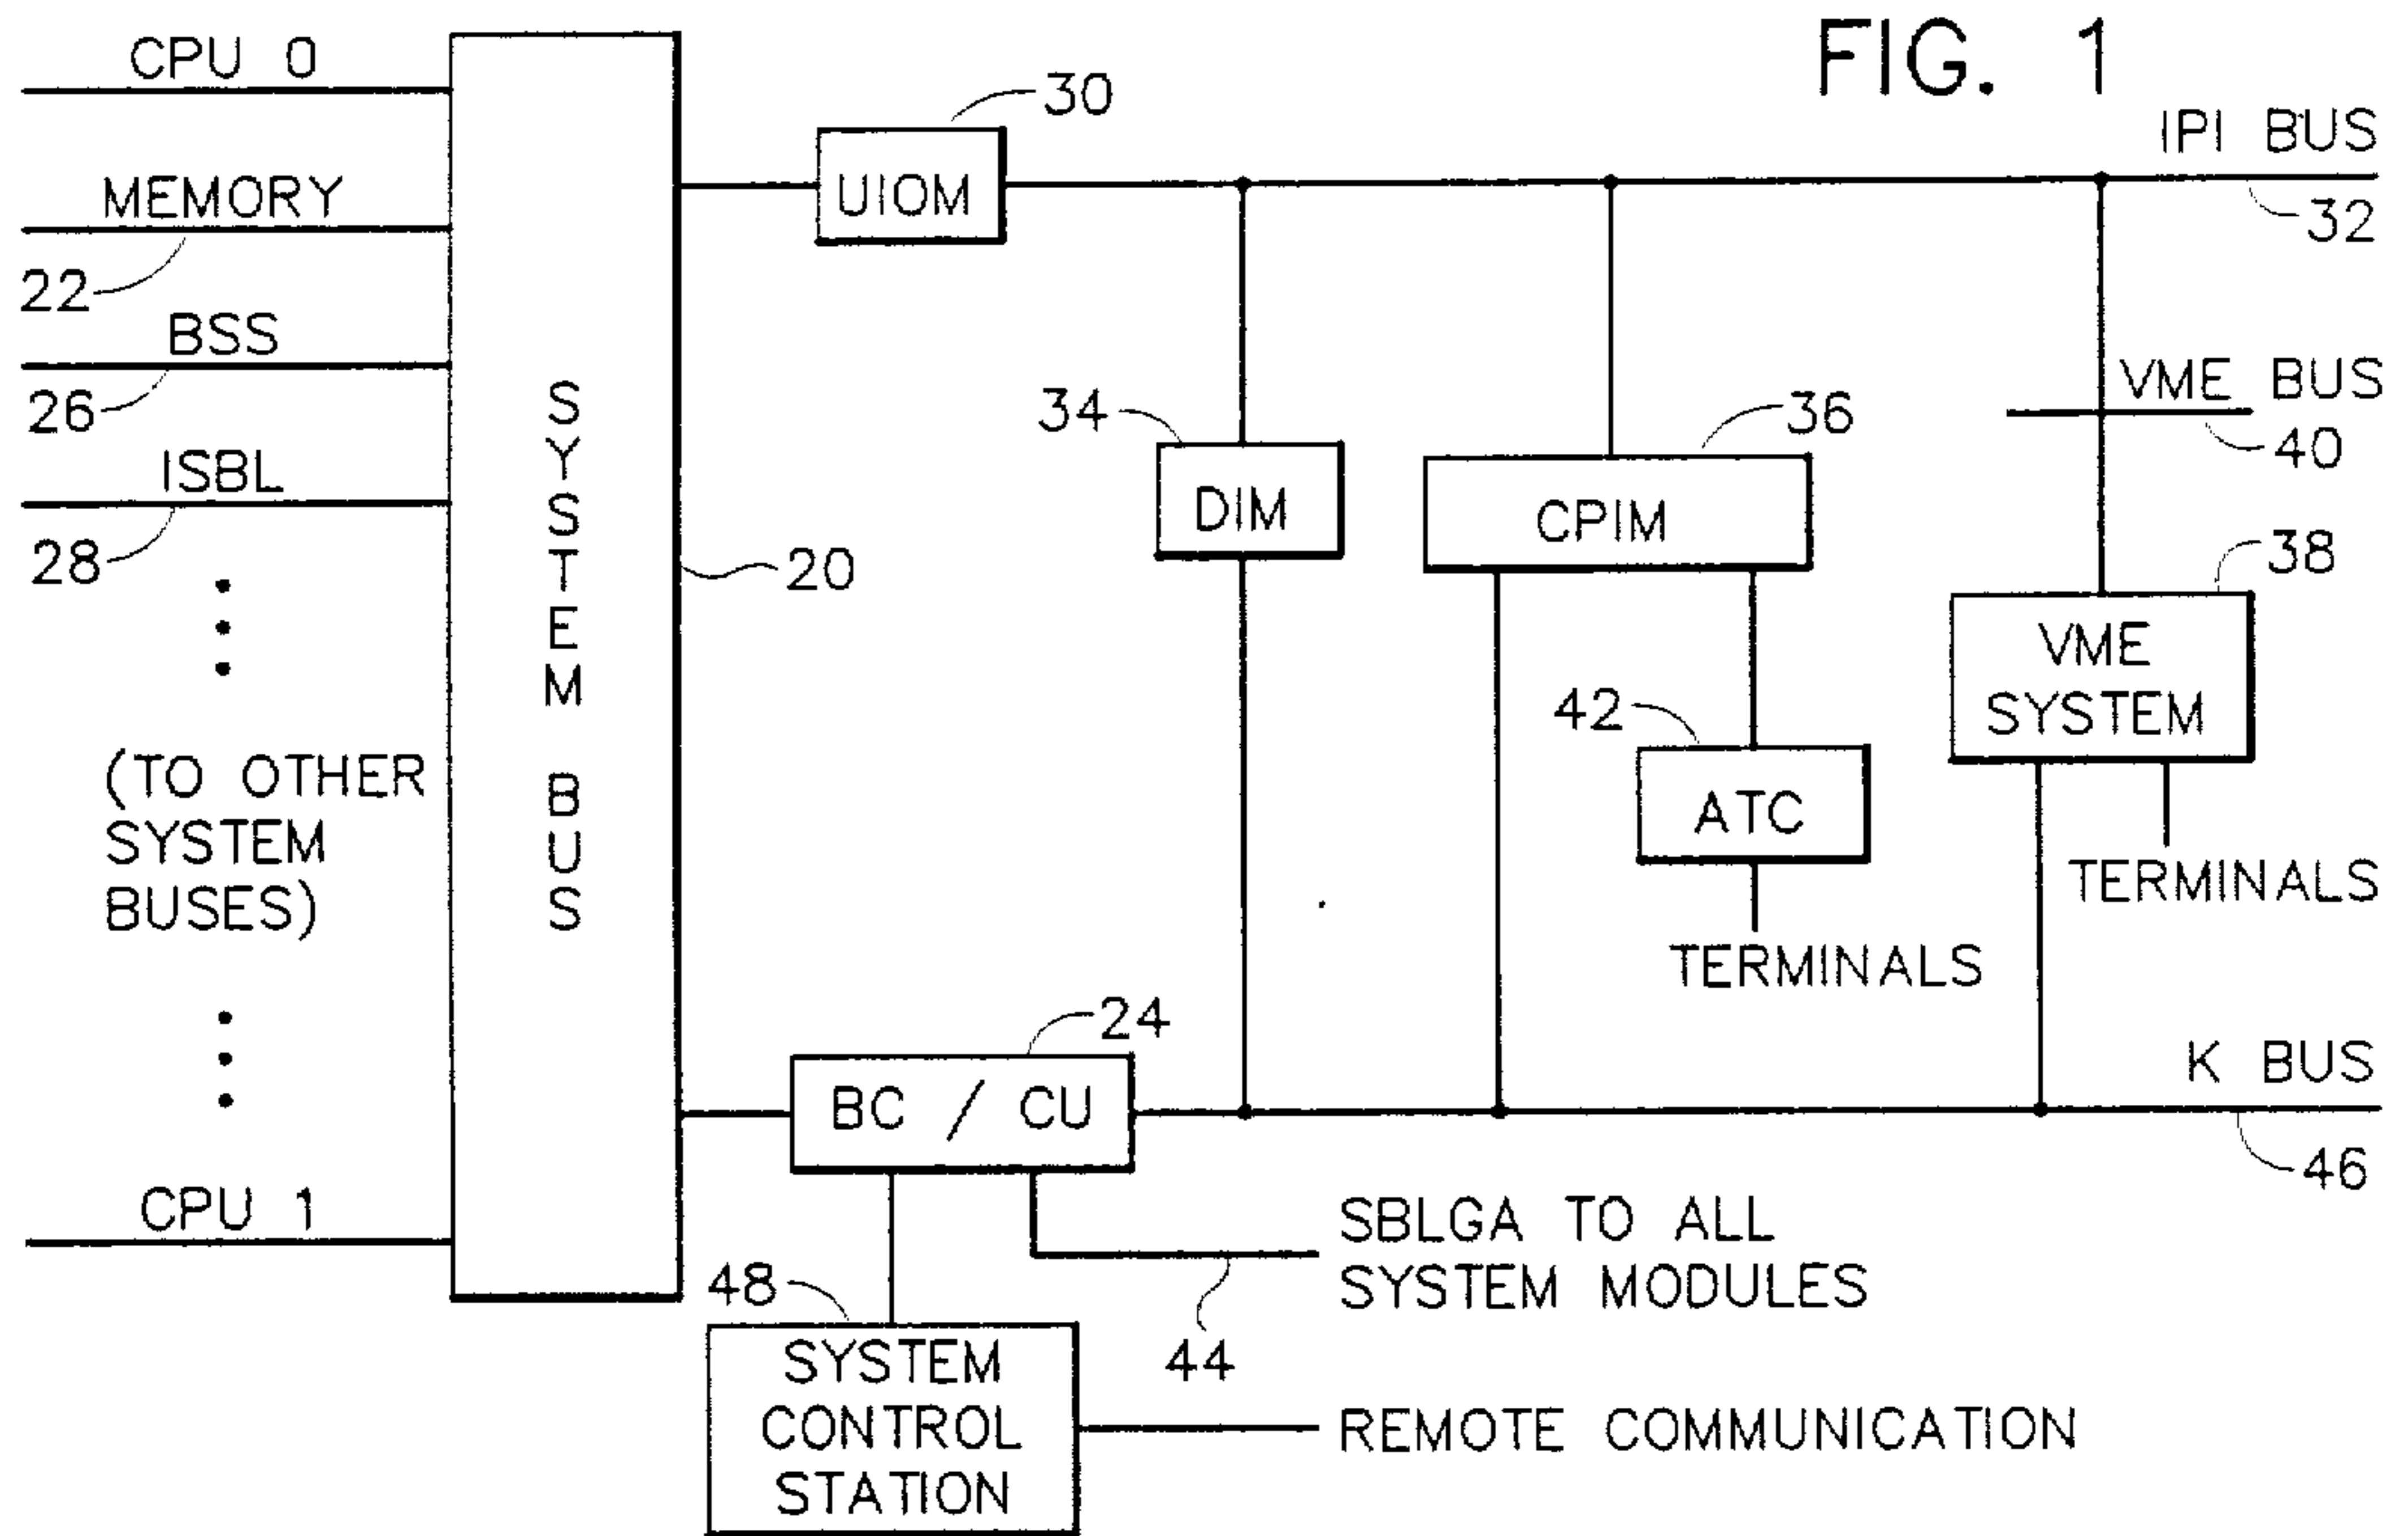 FIG. 1
CPU 0
MEMORY
22
BSS
26
ISBL
28
(TO OTHER
SYSTEM
BUSES)
CPU 1
SYSTEM BUS
20
30
UIOM
IPI BUS
32
34
DIM
36
CPIM
VME BUS
40
38
VME
SYSTEM
42
ATC
TERMINALS
TERMINALS
24
BC / CU
K BUS
46
SBLGA TO ALL
SYSTEM MODULES
44
48
SYSTEM
CONTROL
STATION
REMOTE COMMUNICATION